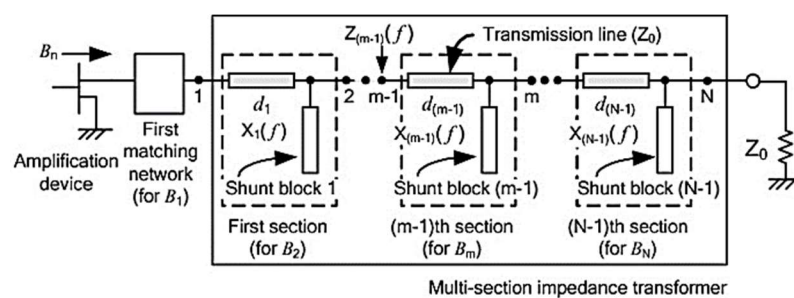 Bn
Z(m-1)(f)
Transmission line (Z0)
1
2
m-1
m
N
d1
d(m-1)
d(N-1)
X1(f)
X(m-1)(f)
X(N-1)(f)
Z0
Amplification
device
First
matching
network
(for B1)
Shunt block 1
Shunt block (m-1)
Shunt block (N-1)
First section
(for B2)
(m-1)th section
(for Bm)
(N-1)th section
(for BN)
Multi-section impedance transformer